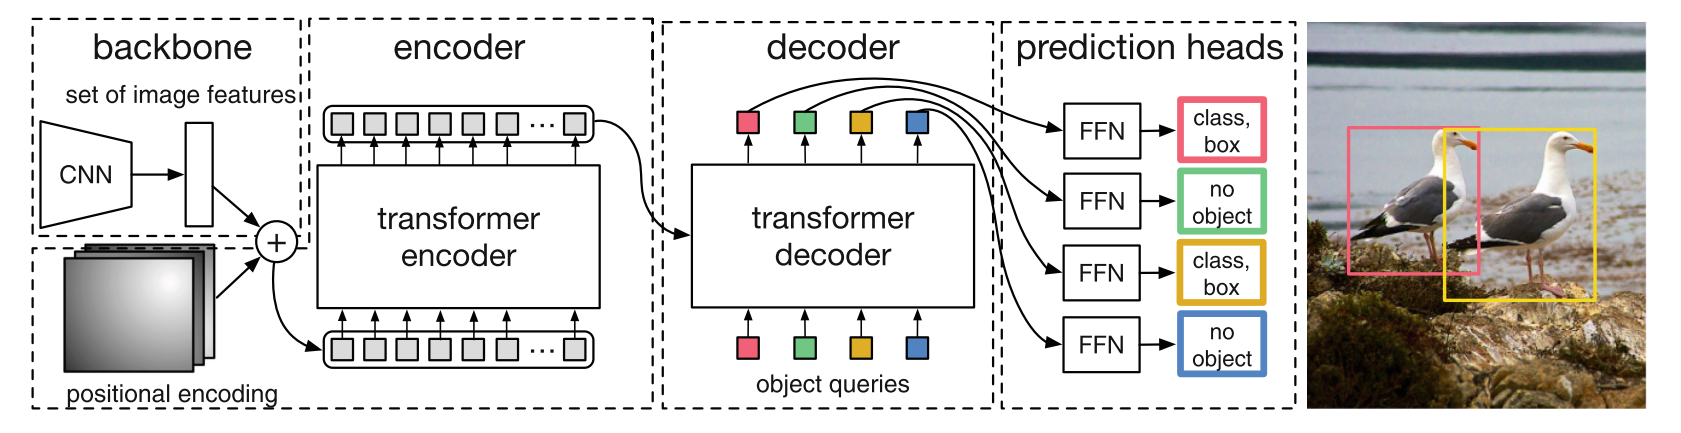 backbone
set of image features
CNN
+
positional encoding
encoder
...
transformer
encoder
...
decoder
transformer
decoder
object queries
prediction heads
FFN
class,
box
FFN
no
object
FFN
class,
box
FFN
no
object